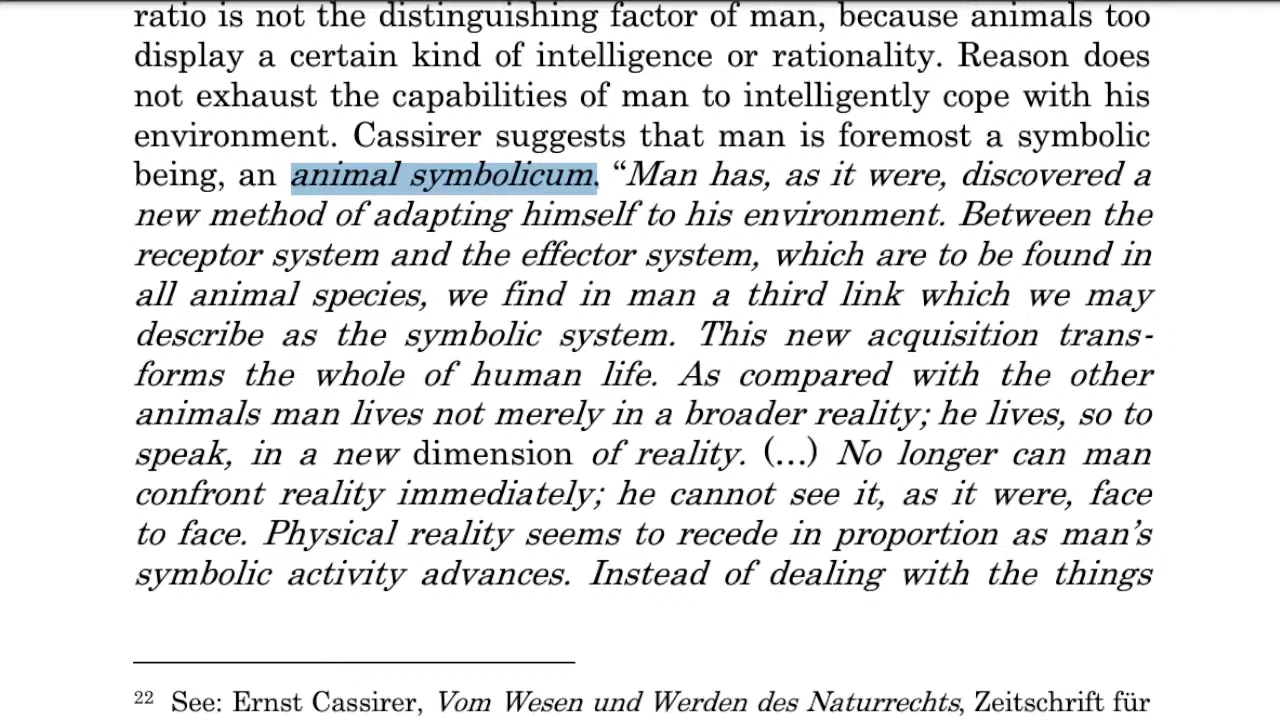 ratio is not the distinguishing factor of man, because animals too
display a certain kind of intelligence or rationality. Reason does
not exhaust the capabilities of man to intelligently cope with his
environment. Cassirer suggests that man is foremost a symbolic
being, an animal symbolicum. “Man has, as it were, discovered a
new method of adapting himself to his environment. Between the
receptor system and the effector system, which are to be found in
all animal species, we find in man a third link which we may
describe as the symbolic system. This new acquisition trans-
forms the whole of human life. As compared with the other
animals man lives not merely in a broader reality; he lives, so to
speak, in a new dimension of reality. (...) No longer can man
confront reality immediately; he cannot see it, as it were, face
to face. Physical reality seems to recede in proportion as man’s
symbolic activity advances. Instead of dealing with the things
22 See: Ernst Cassirer, Vom Wesen und Werden des Naturrechts, Zeitschrift für